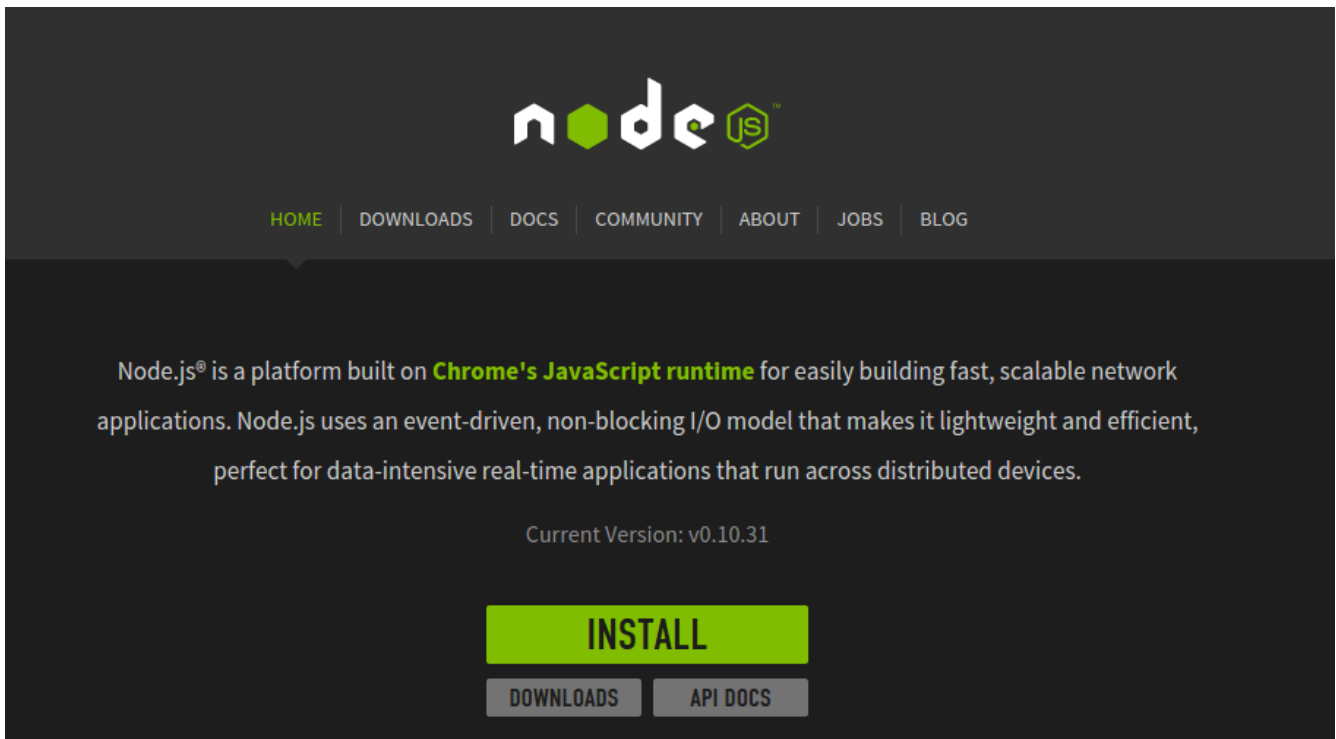 node JS™
HOME DOWNLOADS DOCS COMMUNITY ABOUT JOBS BLOG
Node.js® is a platform built on Chrome's JavaScript runtime for easily building fast, scalable network
applications. Node.js uses an event-driven, non-blocking I/O model that makes it lightweight and efficient,
perfect for data-intensive real-time applications that run across distributed devices.
Current Version: v0.10.31
INSTALL
DOWNLOADS API DOCS